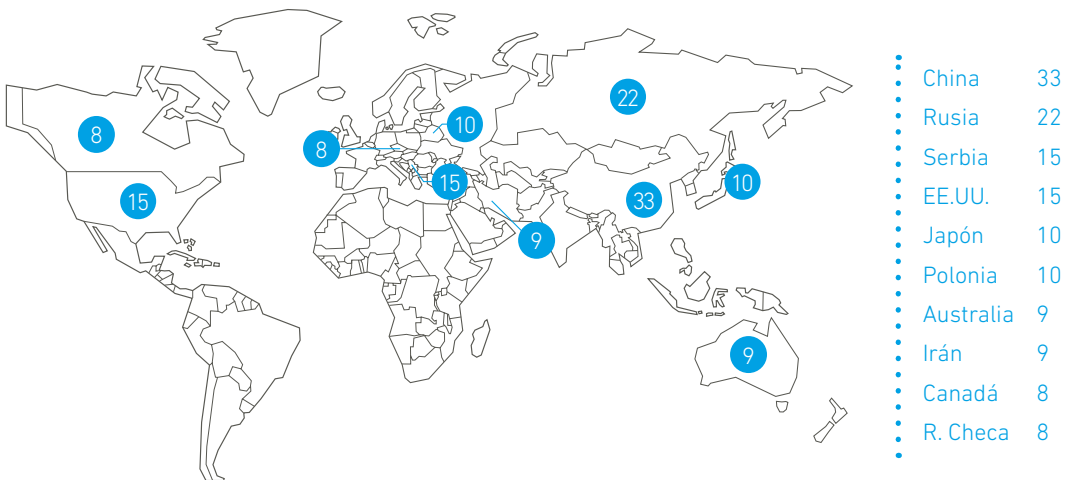 22
10
8
8
15
10
15
33
9
9
China 33
Rusia 22
Serbia 15
EE.UU. 15
Japón 10
Polonia 10
Australia 9
Irán 9
Canadá 8
R. Checa 8